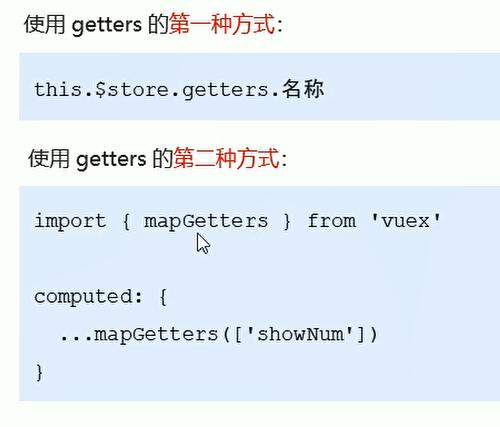 使用 getters 的第一种方式：
this.$store.getters.名称
使用 getters 的第二种方式：
import { mapGetters } from 'vuex'
computed: {
  ...mapGetters(['showNum'])
}